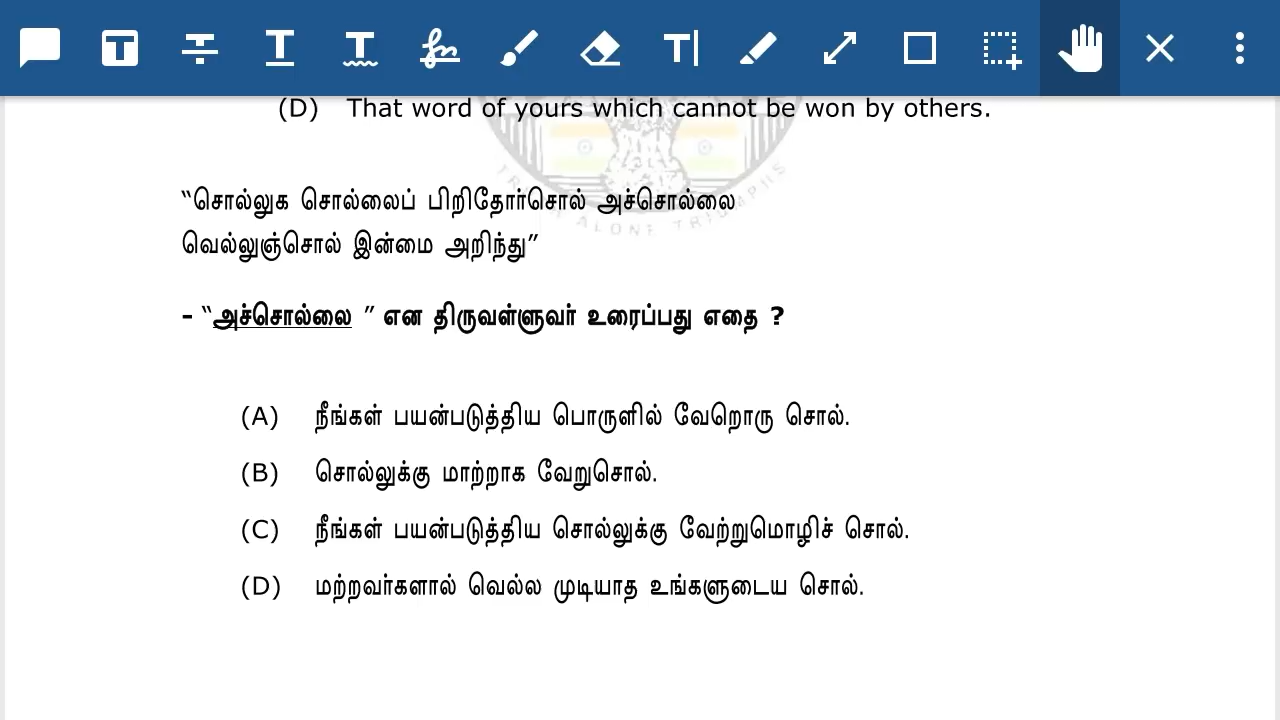 (D) That word of yours which cannot be won by others.
“சொல்லுக சொல்லைப் பிறிதோர்சொல் அச்சொல்லை
வெல்லுஞ்சொல் இன்மை அறிந்து”
– “அச்சொல்லை ” என திருவள்ளுவர் உரைப்பது எதை ?
(A) நீங்கள் பயன்படுத்திய பொருளில் வேறொரு சொல்.
(B) சொல்லுக்கு மாற்றாக வேறுசொல்.
(C) நீங்கள் பயன்படுத்திய சொல்லுக்கு வேற்றுமொழிச் சொல்.
(D) மற்றவர்களால் வெல்ல முடியாத உங்களுடைய சொல்.